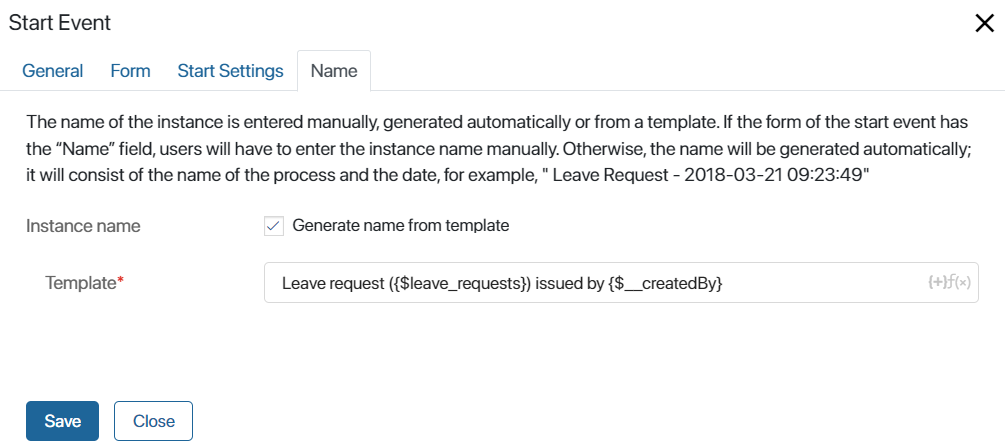 Start Event
General Form Start Settings Name
The name of the instance is entered manually, generated automatically or from a template. If the form of the start event has
the “Name” field, users will have to enter the instance name manually. Otherwise, the name will be generated automatically;
it will consist of the name of the process and the date, for example, " Leave Request - 2018-03-21 09:23:49"
Instance name Generate name from template
Template* Leave request ({$leave_requests}) issued by {$__createdBy} {+}ƒ(×)
Save Close